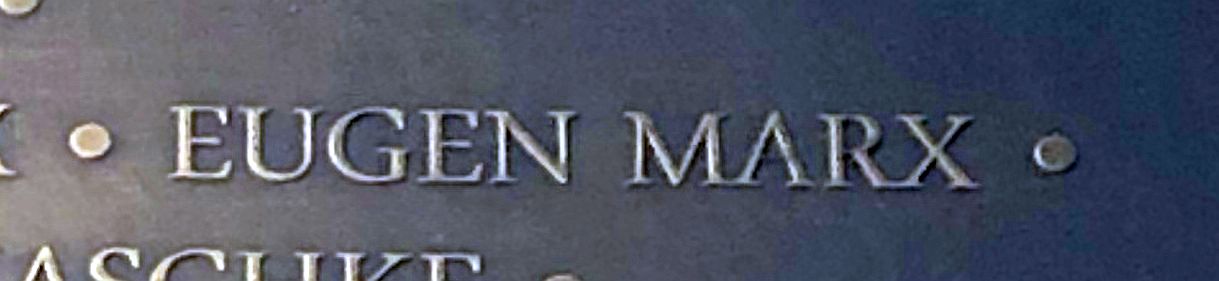 • EUGEN MARX •